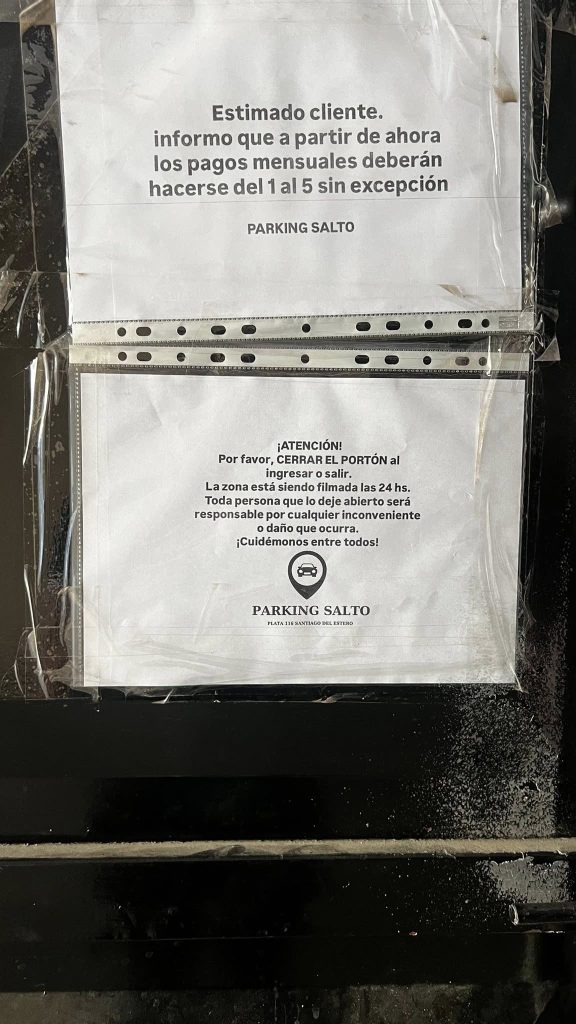 Estimado cliente.
informo que a partir de ahora
los pagos mensuales deberán
hacerse del 1 al 5 sin excepción
PARKING SALTO
¡ATENCIÓN!
Por favor, CERRAR EL PORTÓN al
ingresar o salir.
La zona está siendo filmada las 24 hs.
Toda persona que lo deje abierto será
responsable por cualquier inconveniente
o daño que ocurra.
¡Cuidémonos entre todos!
PARKING SALTO
PLATA 116 SANTIAGO DEL ESTERO